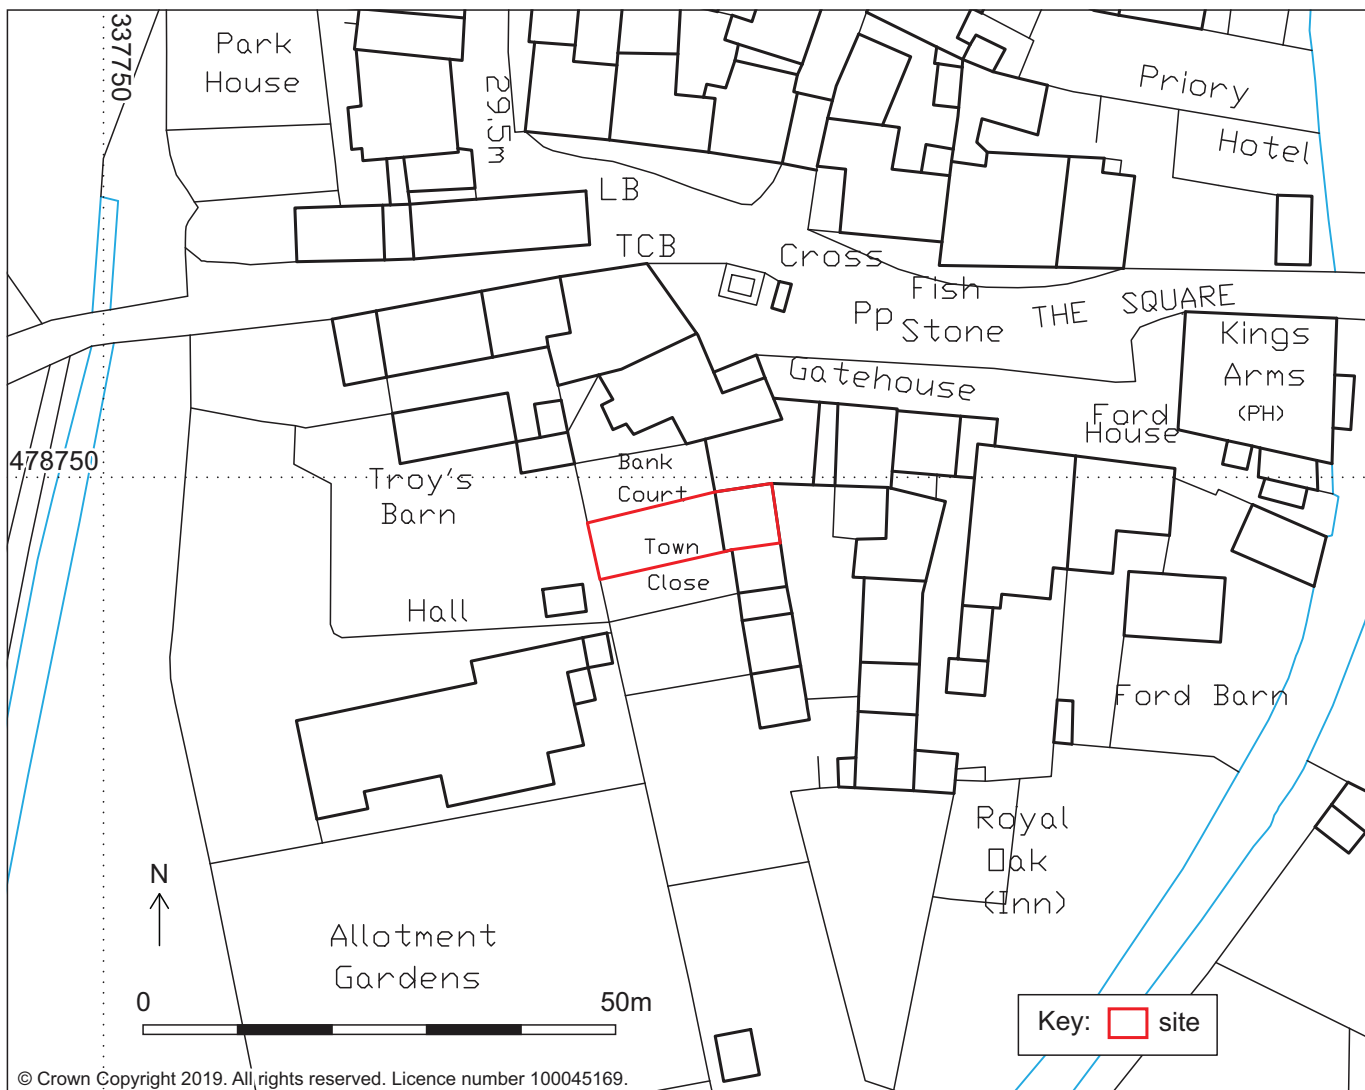 337750
Park
House
29.5m
Priory
Hotel
LB
TCB
Cross
Fish
Stone
Pp
THE SQUARE
Kings
Arms
(PH)
Gatehouse
Ford
House
478750
Troy's
Barn
Bank
Court
Town
Close
Hall
Ford Barn
Royal
Oak
(Inn)
N
Allotment
Gardens
0 50m
Key: site
© Crown Copyright 2019. All rights reserved. Licence number 100045169.